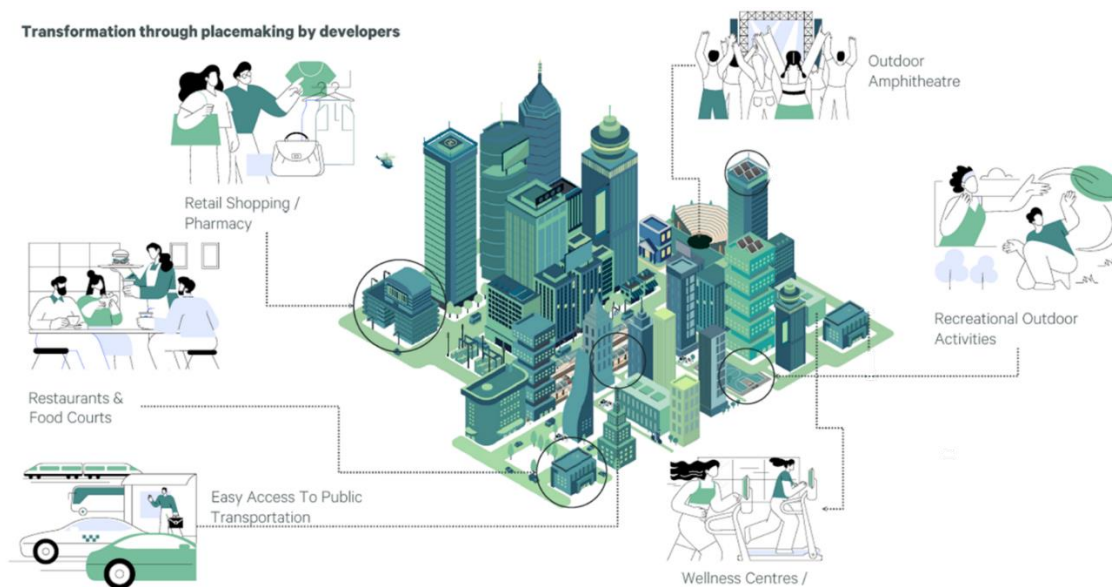 Transformation through placemaking by developers
Outdoor
Amphitheatre
Retail Shopping /
Pharmacy
Recreational Outdoor
Activities
Restaurants &
Food Courts
Easy Access To Public
Transportation
Wellness Centres /